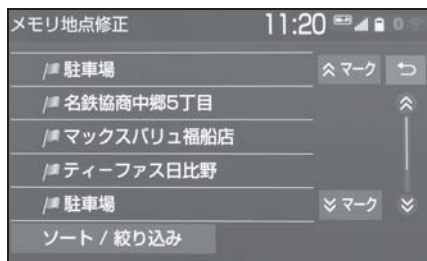 メモリ地点修正 11:20
駐車場 マーク
名鉄協商中郷5丁目
マックスバリュ福船店
ティーファス日比野
駐車場 マーク
ソート / 絞り込み